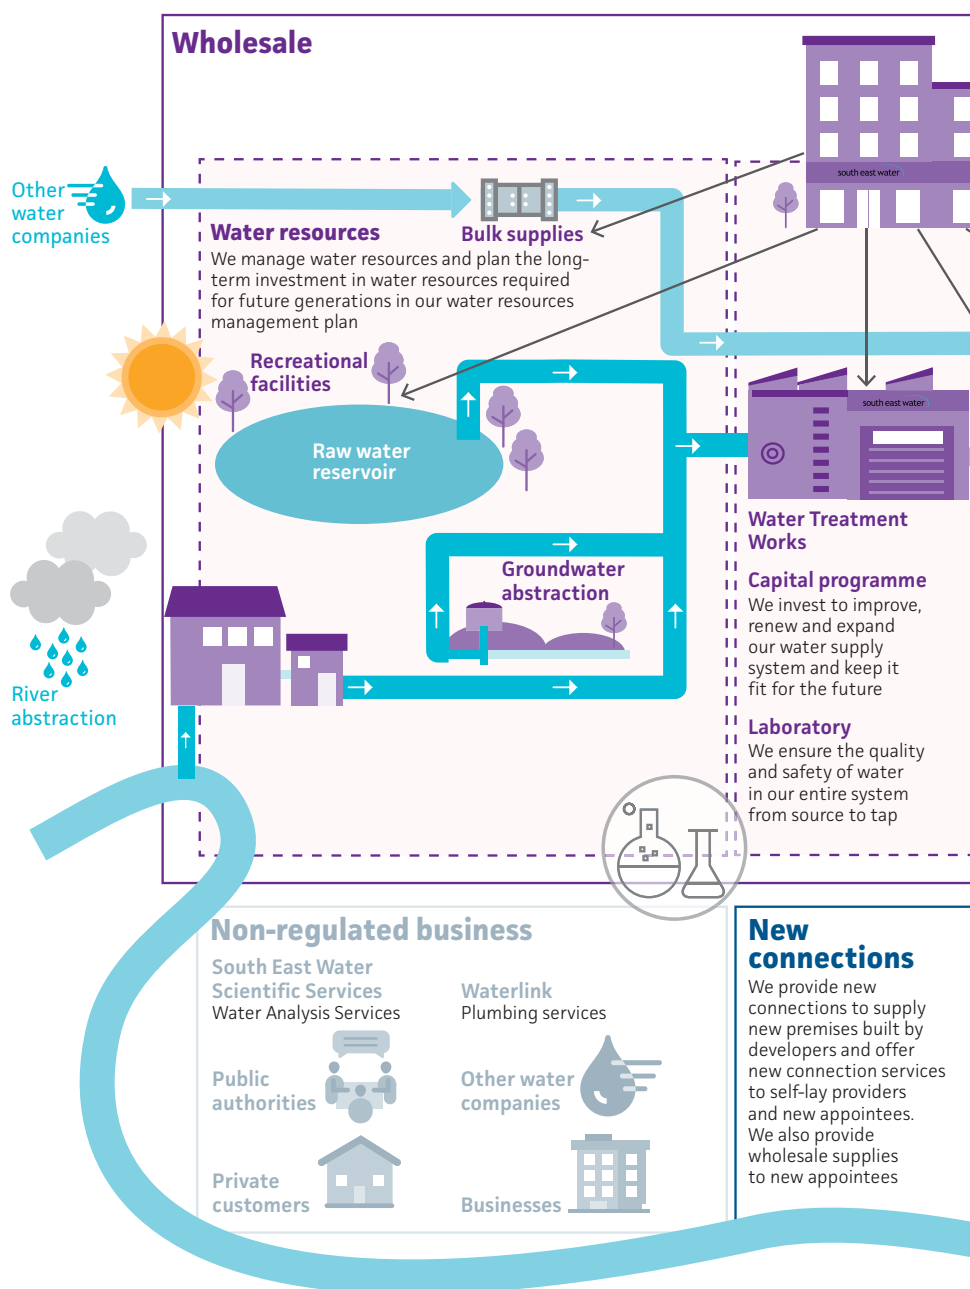 Wholesale
south east water
Other
water
companies
Water resources
Bulk supplies
We manage water resources and plan the long-
term investment in water resources required
for future generations in our water resources
management plan
Recreational
facilities
Raw water
reservoir
south east water
Groundwater
abstraction
River
abstraction
Water Treatment
Works
Capital programme
We invest to improve,
renew and expand
our water supply
system and keep it
fit for the future
Laboratory
We ensure the quality
and safety of water
in our entire system
from source to tap
Non-regulated business
South East Water
Scientific Services
Water Analysis Services
Waterlink
Plumbing services
Public
authorities
Other water
companies
Private
customers
Businesses
New
connections
We provide new
connections to supply
new premises built by
developers and offer
new connection services
to self-lay providers
and new appointees.
We also provide
wholesale supplies
to new appointees